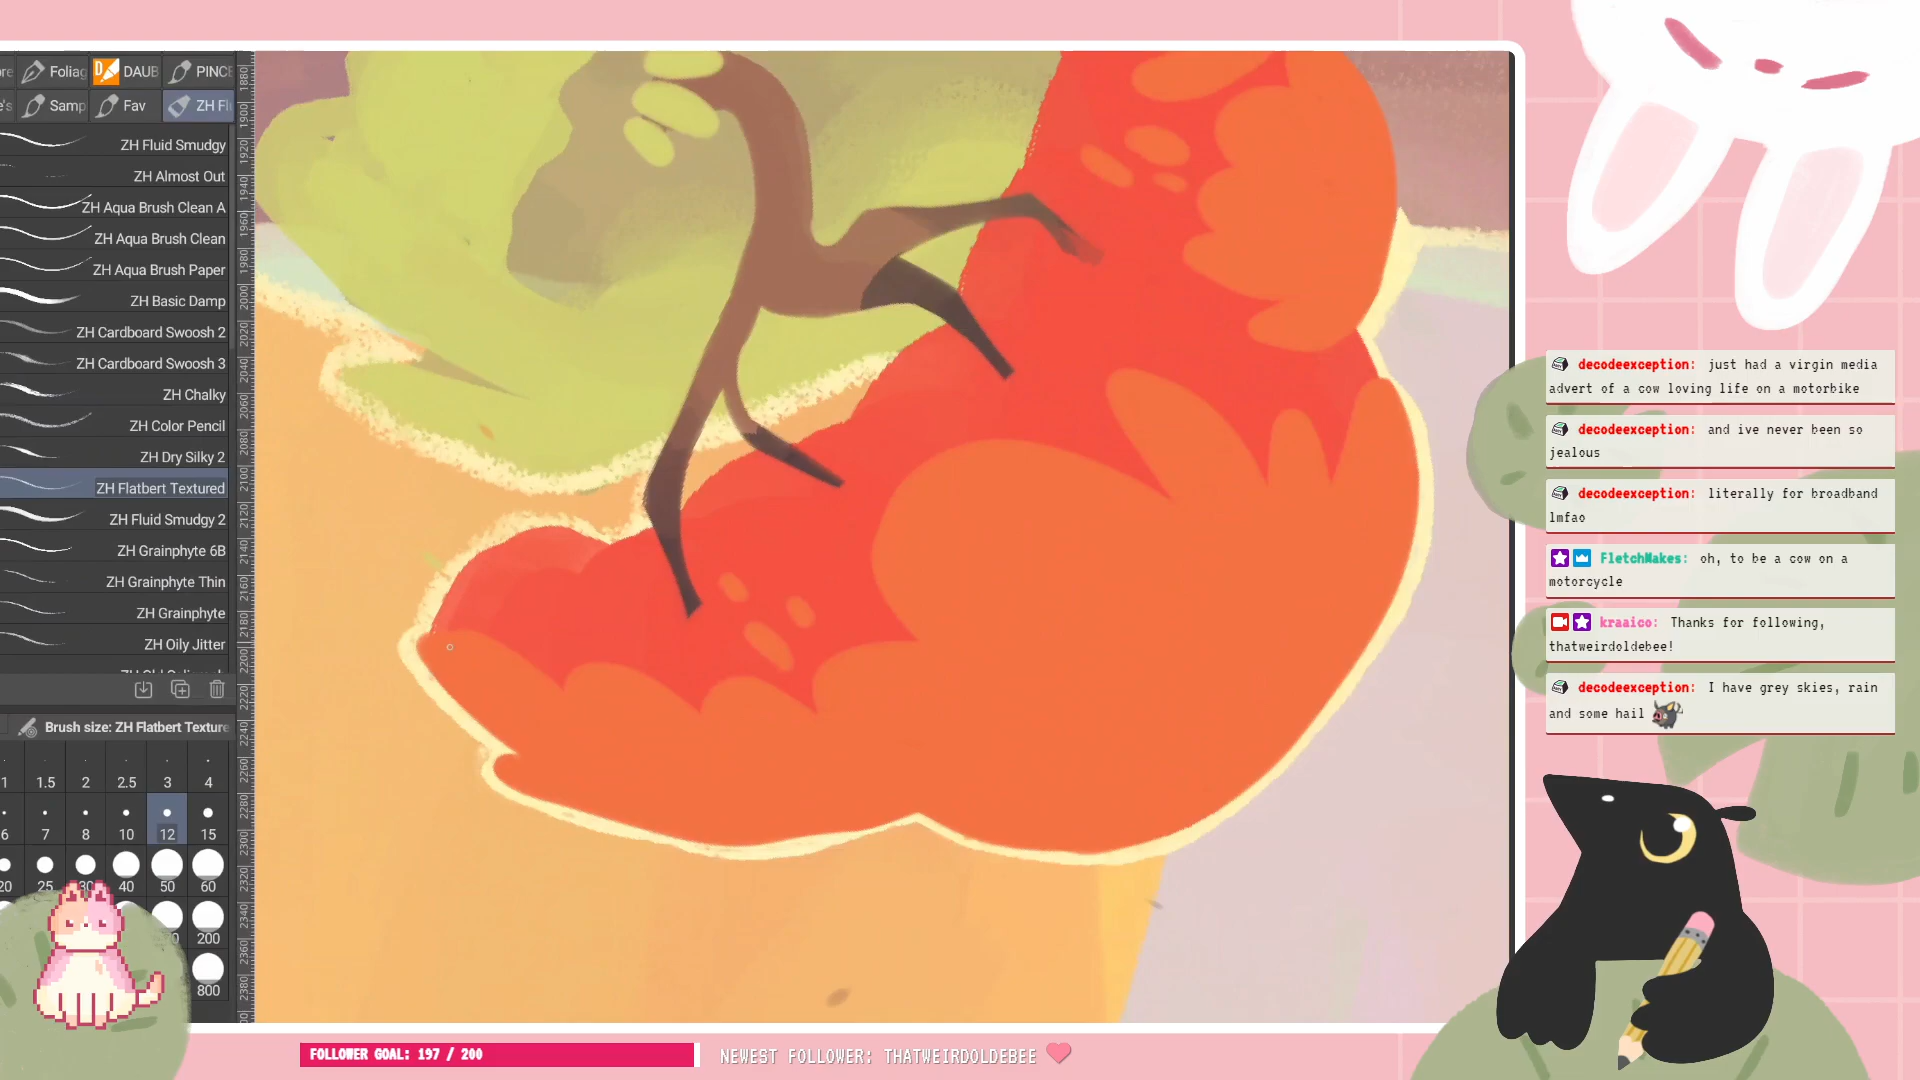 Foliag
DAUB
PINCE
Samp
Fav
ZH Fl
ZH Fluid Smudgy
ZH Almost Out
ZH Aqua Brush Clean A
ZH Aqua Brush Clean
ZH Aqua Brush Paper
ZH Basic Damp
ZH Cardboard Swoosh 2
ZH Cardboard Swoosh 3
ZH Chalky
ZH Color Pencil
ZH Dry Silky 2
ZH Flatbert Textured
ZH Fluid Smudgy 2
ZH Grainphyte 6B
ZH Grainphyte Thin
ZH Grainphyte
ZH Oily Jitter
Brush size: ZH Flatbert Texture
1 1.5 2 2.5 3 4
6 7 8 10 12 15
20 25 30 40 50 60
200
800
decodeexception: just had a virgin media
advert of a cow loving life on a motorbike
decodeexception: and ive never been so
jealous
decodeexception: literally for broadband
lmfao
FletchMakes: oh, to be a cow on a
motorcycle
kraaico: Thanks for following,
thatweirdoldebee!
decodeexception: I have grey skies, rain
and some hail
FOLLOWER GOAL: 197 / 200
NEWEST FOLLOWER: THATWEIRDOLDEBEE